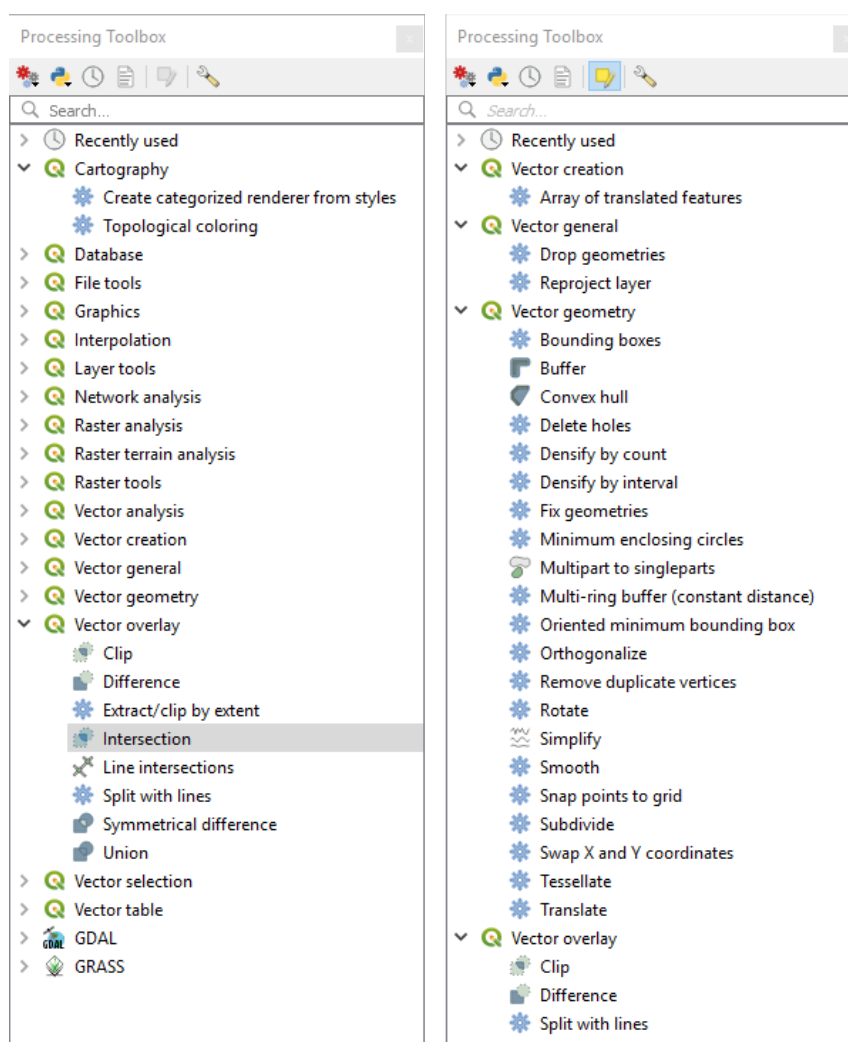 Processing Toolbox
Search...
Recently used
Cartography
Create categorized renderer from styles
Topological coloring
Database
File tools
Graphics
Interpolation
Layer tools
Network analysis
Raster analysis
Raster terrain analysis
Raster tools
Vector analysis
Vector creation
Vector general
Vector geometry
Vector overlay
Clip
Difference
Extract/clip by extent
Intersection
Line intersections
Split with lines
Symmetrical difference
Union
Vector selection
Vector table
GDAL GDAL
GRASS
Processing Toolbox
Search...
Recently used
Vector creation
Array of translated features
Vector general
Drop geometries
Reproject layer
Vector geometry
Bounding boxes
Buffer
Convex hull
Delete holes
Densify by count
Densify by interval
Fix geometries
Minimum enclosing circles
Multipart to singleparts
Multi-ring buffer (constant distance)
Oriented minimum bounding box
Orthogonalize
Remove duplicate vertices
Rotate
Simplify
Smooth
Snap points to grid
Subdivide
Swap X and Y coordinates
Tessellate
Translate
Vector overlay
Clip
Difference
Split with lines